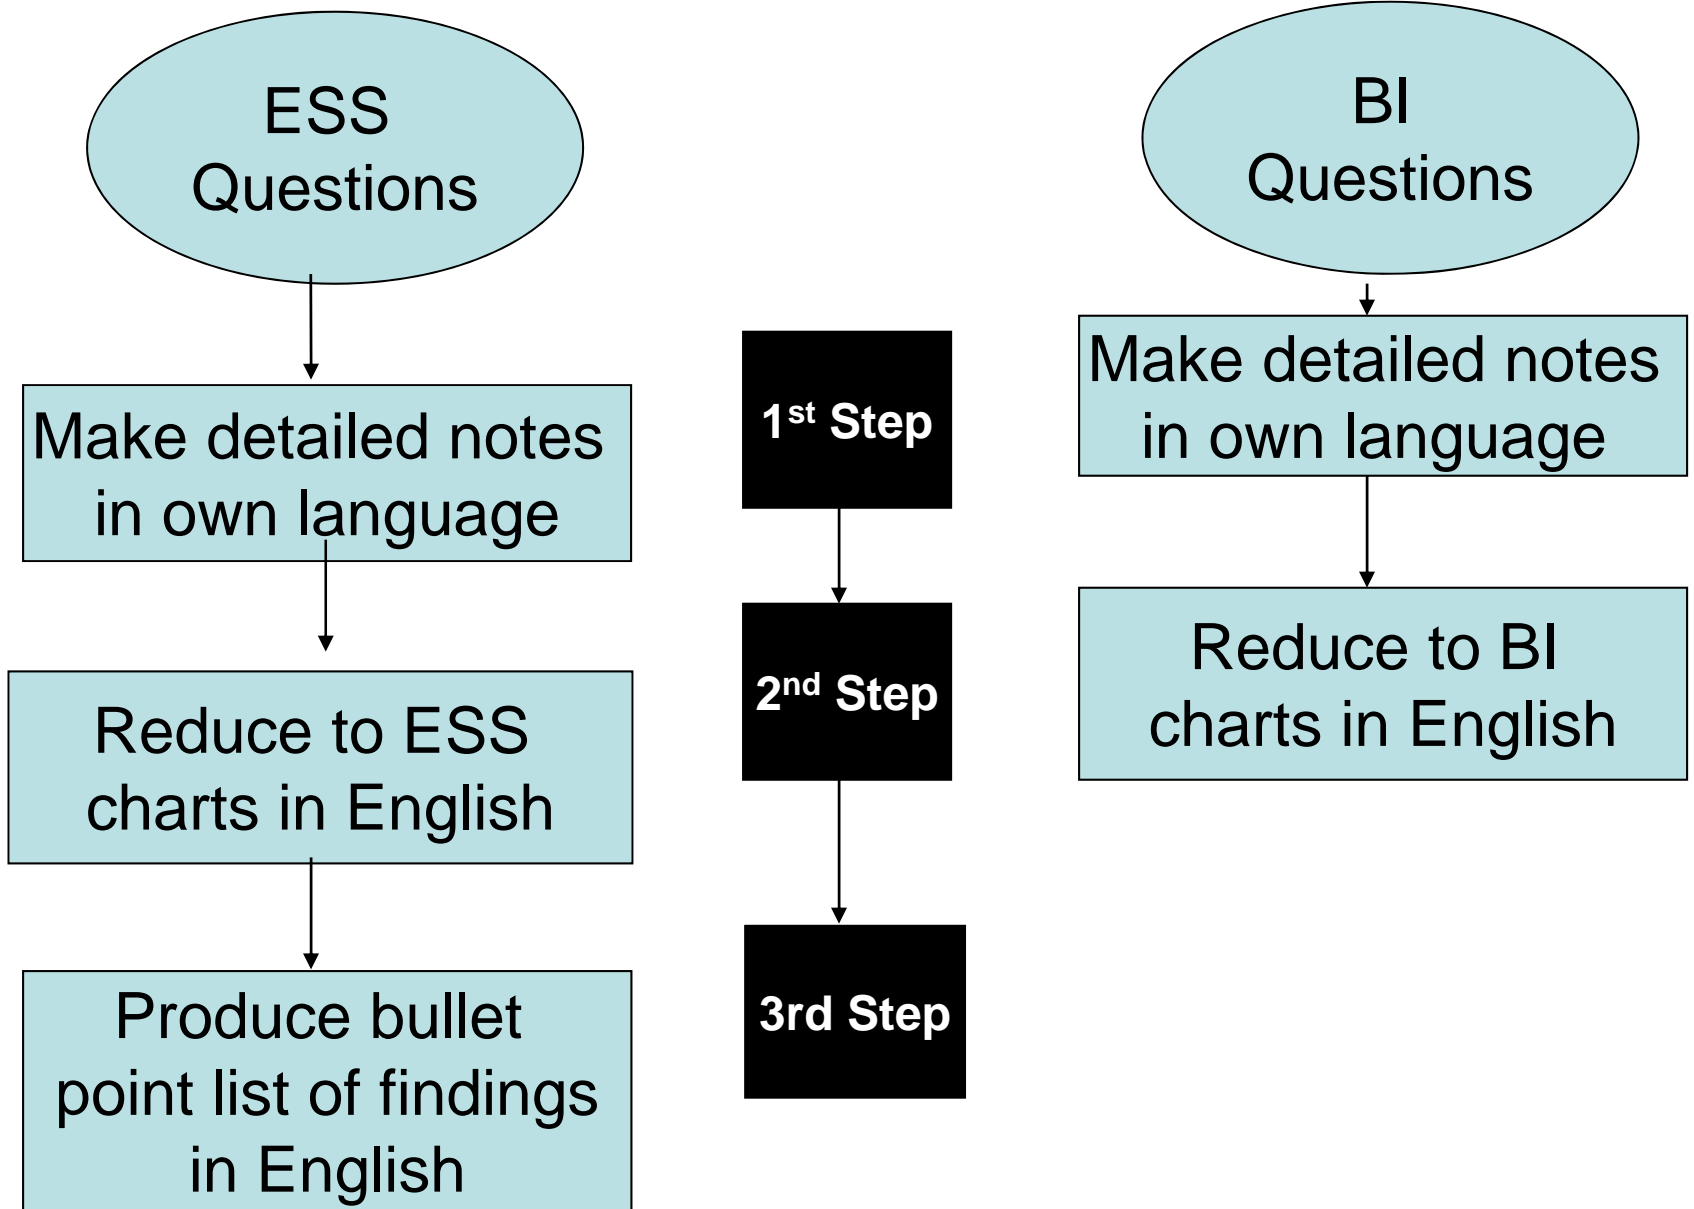 ESS
Questions
Make detailed notes
in own language
Reduce to ESS
charts in English
Produce bullet
point list of findings
in English
1st Step
2nd Step
3rd Step
BI
Questions
Make detailed notes
in own language
Reduce to BI
charts in English